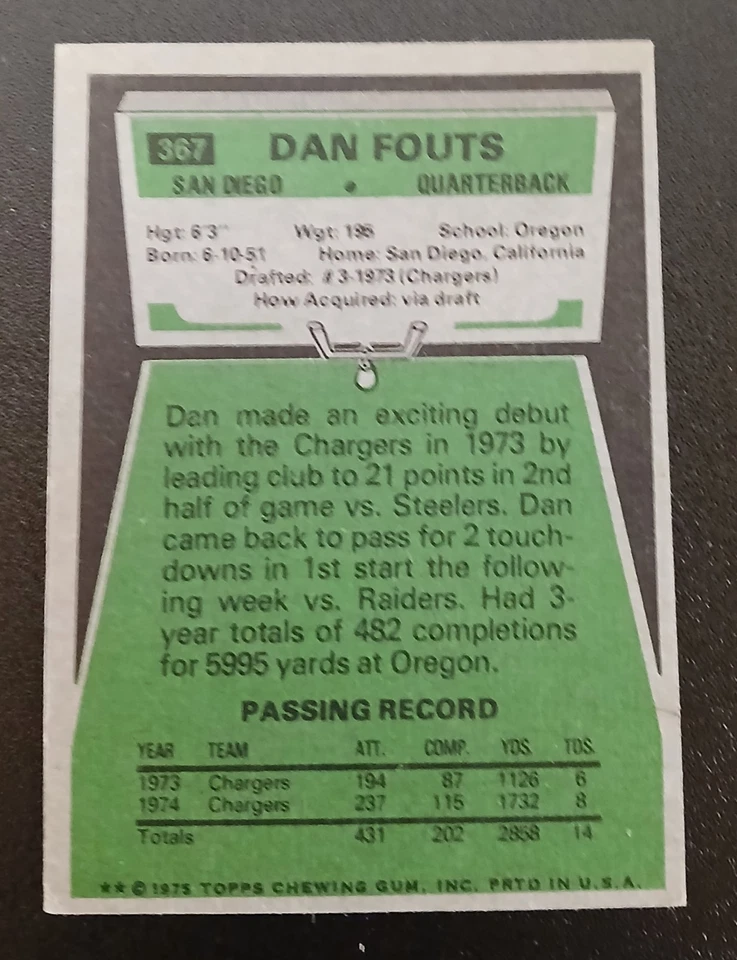 367 DAN FOUTS
SAN DIEGO • QUARTERBACK
Hgt: 6'3" Wgt: 195 School: Oregon
Born: 6-10-51 Home: San Diego, California
Drafted: #3-1973 (Chargers)
How Acquired: via draft
Dan made an exciting debut
with the Chargers in 1973 by
leading club to 21 points in 2nd
half of game vs. Steelers. Dan
came back to pass for 2 touch-
downs in 1st start the follow-
ing week vs. Raiders. Had 3-
year totals of 482 completions
for 5995 yards at Oregon.
PASSING RECORD
YEAR TEAM ATT. COMP. YDS. TDS.
1973 Chargers 194 87 1126 6
1974 Chargers 237 115 1732 8
Totals 431 202 2858 14
★★ © 1975 TOPPS CHEWING GUM, INC. PRTD IN U.S.A.